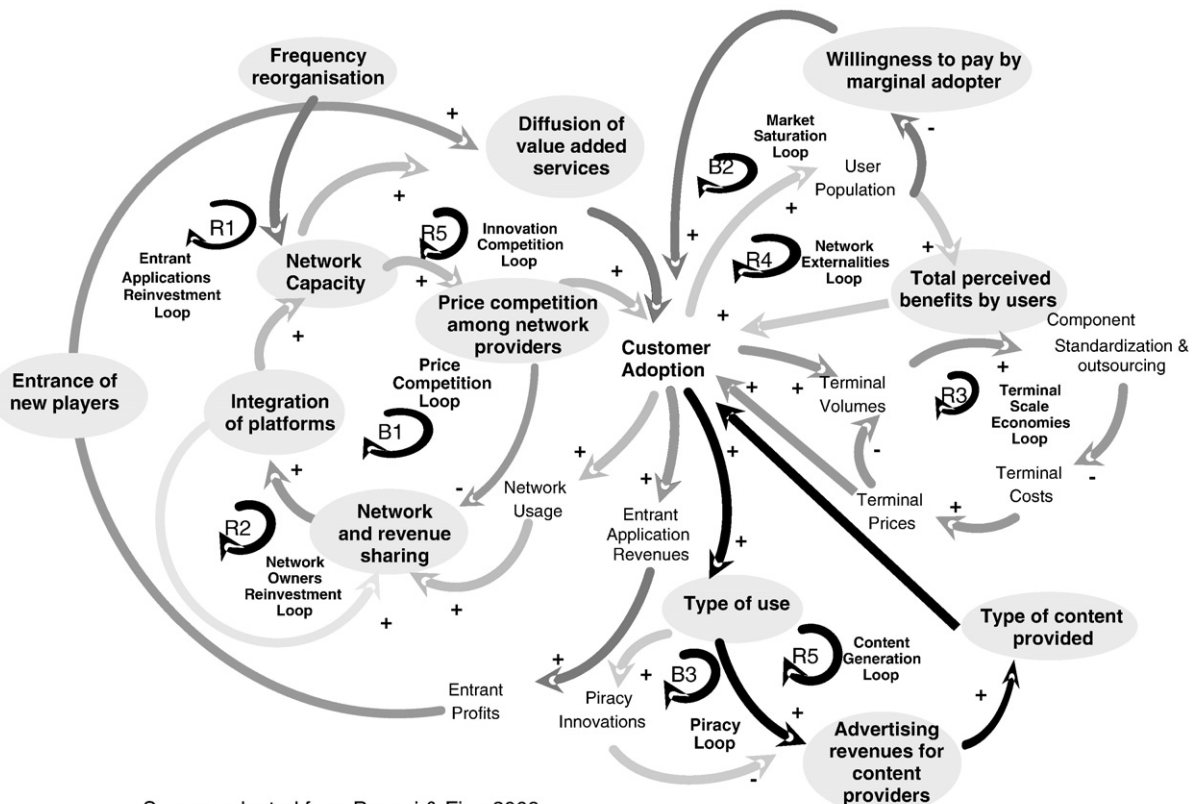 Frequency
reorganisation
Willingness to pay by
marginal adopter
+
Diffusion of
value added
services
Market
Saturation
Loop
-
B2
User
Population
+
+
R1
R5
Innovation
Competition
Loop
+
R4
Network
Externalities
Loop
+
Entrant
Applications
Reinvestment
Loop
Network
Capacity
+
+
Total perceived
benefits by users
Price competition
among network
providers
+
+
Component
Standardization &
outsourcing
Customer
Adoption
Price
Competition
Loop
+
Entrance of
new players
Integration
of platforms
B1
+
+
Terminal
Volumes
R3
Terminal
Scale
Economies
Loop
+
+
-
-
+
-
Network
Usage
+
Terminal
Costs
Terminal
Prices
+
R2
Network
and revenue
sharing
Entrant
Application
Revenues
+
Network
Owners
Reinvestment
Loop
Type of use
+
+
Type of content
provided
R5
Content
Generation
Loop
+
+
B3
Entrant
Profits
Piracy
Innovations
Piracy
Loop
+
+
-
Advertising
revenues for
content
providers